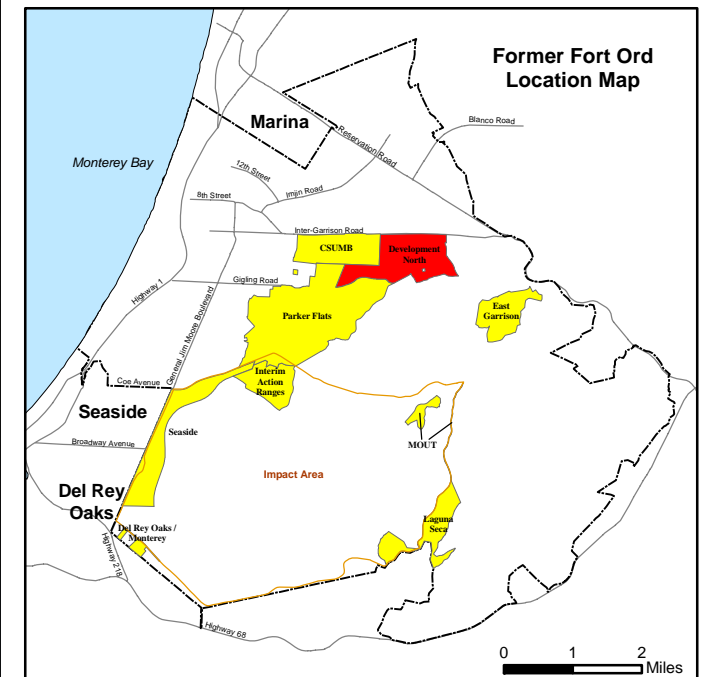 Former Fort Ord
Location Map
Marina
Blanco Road
Reservation Road
Monterey Bay
12th Street
Imjin Road
8th Street
Inter-Garrison Road
CSUMB
Development
North
Gigling Road
Highway 1
General Jim Moore Boulevard
East
Garrison
Parker Flats
Interim
Action
Ranges
Coe Avenue
Seaside
Seaside
Broadway Avenue
MOUT
Impact Area
Del Rey
Oaks
Del Rey Oaks /
Monterey
Laguna
Seca
Highway 218
Highway 68
0 1 2
Miles